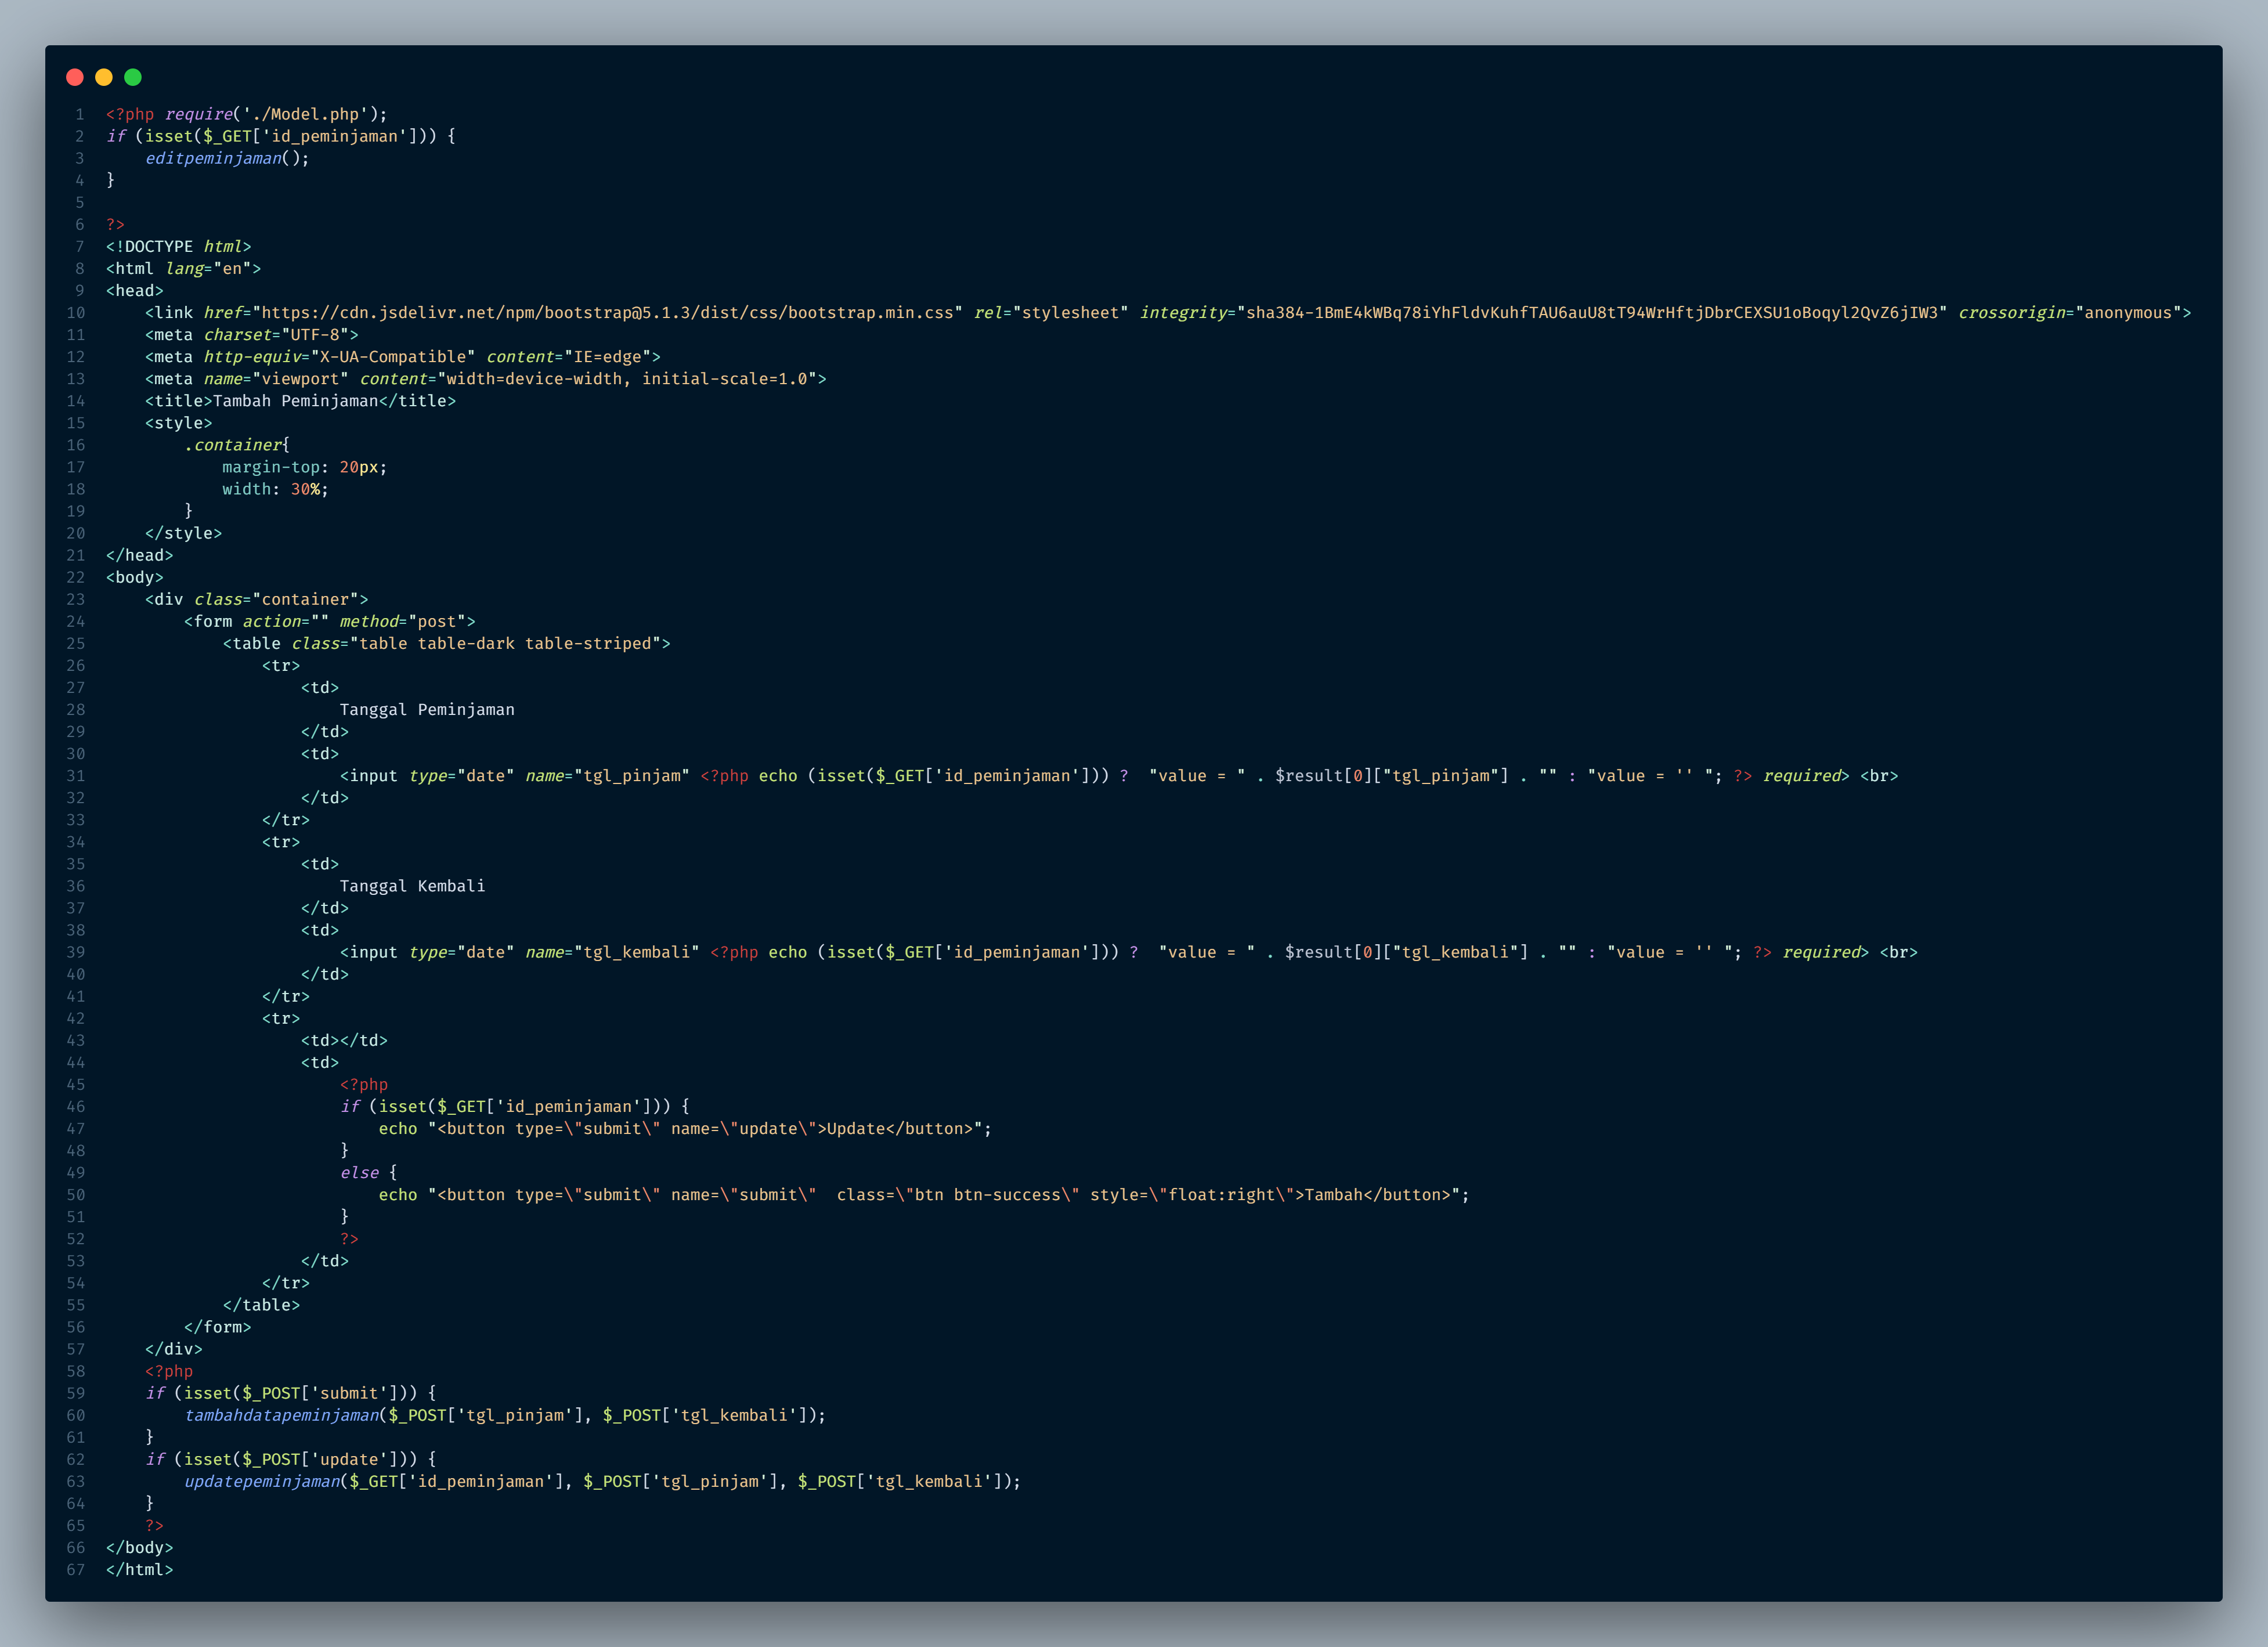 1 <?php require('./Model.php');
2 if (isset($_GET['id_peminjaman'])) {
3     editpeminjaman();
4 }
5
6 ?>
7 <!DOCTYPE html>
8 <html lang="en">
9 <head>
10     <link href="https://cdn.jsdelivr.net/npm/bootstrap@5.1.3/dist/css/bootstrap.min.css" rel="stylesheet" integrity="sha384-1BmE4kWBq78iYhFldvKuhfTAU6auU8tT94WrHftjDbrCEXSU1oBoqyl2QvZ6jIW3" crossorigin="anonymous">
11     <meta charset="UTF-8">
12     <meta http-equiv="X-UA-Compatible" content="IE=edge">
13     <meta name="viewport" content="width=device-width, initial-scale=1.0">
14     <title>Tambah Peminjaman</title>
15     <style>
16         .container{
17             margin-top: 20px;
18             width: 30%;
19         }
20     </style>
21 </head>
22 <body>
23     <div class="container">
24         <form action="" method="post">
25             <table class="table table-dark table-striped">
26                 <tr>
27                     <td>
28                         Tanggal Peminjaman
29                     </td>
30                     <td>
31                         <input type="date" name="tgl_pinjam" <?php echo (isset($_GET['id_peminjaman'])) ?  "value = " . $result[0]["tgl_pinjam"] . "" : "value = '' "; ?> required> <br>
32                     </td>
33                 </tr>
34                 <tr>
35                     <td>
36                         Tanggal Kembali
37                     </td>
38                     <td>
39                         <input type="date" name="tgl_kembali" <?php echo (isset($_GET['id_peminjaman'])) ?  "value = " . $result[0]["tgl_kembali"] . "" : "value = '' "; ?> required> <br>
40                     </td>
41                 </tr>
42                 <tr>
43                     <td></td>
44                     <td>
45                         <?php
46                         if (isset($_GET['id_peminjaman'])) {
47                             echo "<button type=\"submit\" name=\"update\">Update</button>";
48                         }
49                         else {
50                             echo "<button type=\"submit\" name=\"submit\"  class=\"btn btn-success\" style=\"float:right\">Tambah</button>";
51                         }
52                         ?>
53                     </td>
54                 </tr>
55             </table>
56         </form>
57     </div>
58     <?php
59     if (isset($_POST['submit'])) {
60         tambahdatapeminjaman($_POST['tgl_pinjam'], $_POST['tgl_kembali']);
61     }
62     if (isset($_POST['update'])) {
63         updatepeminjaman($_GET['id_peminjaman'], $_POST['tgl_pinjam'], $_POST['tgl_kembali']);
64     }
65     ?>
66 </body>
67 </html>